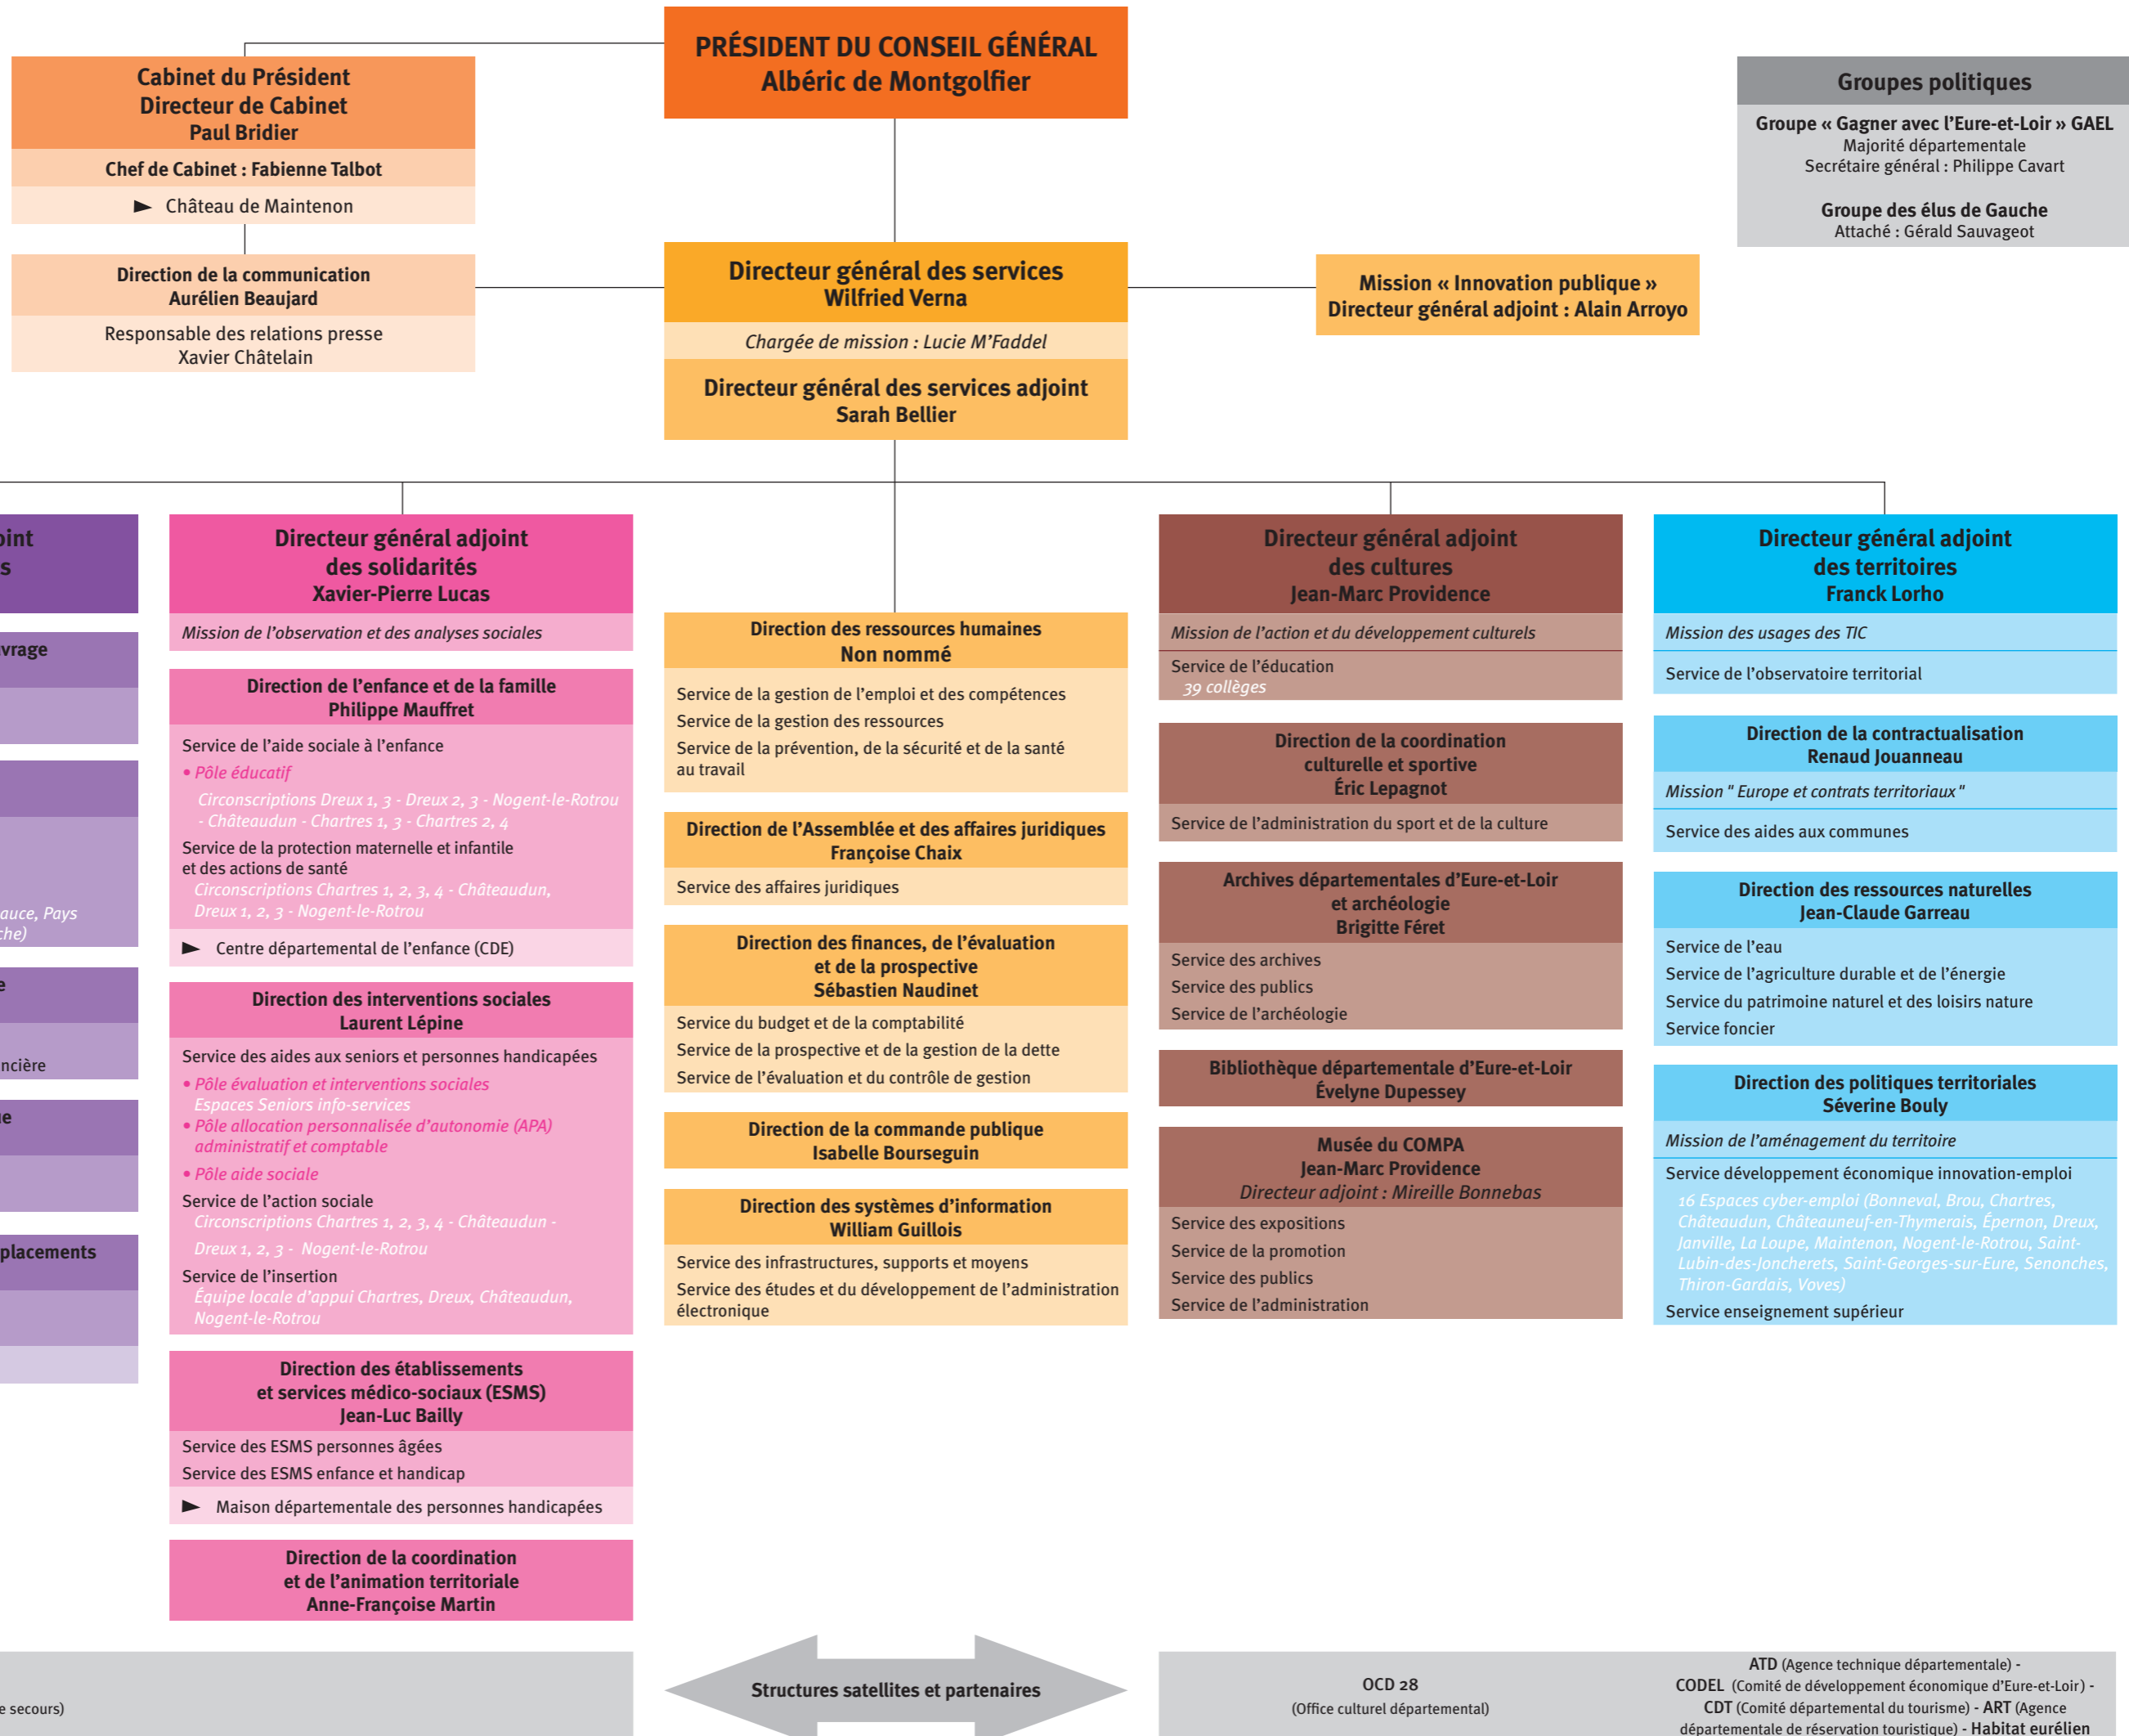 PRÉSIDENT DU CONSEIL GÉNÉRAL
Albéric de Montgolfier
Cabinet du Président
Directeur de Cabinet
Paul Bridier
Chef de Cabinet : Fabienne Talbot
► Château de Maintenon
Direction de la communication
Aurélien Beaujard
Responsable des relations presse
Xavier Châtelain
Directeur général des services
Wilfried Verna
Chargée de mission : Lucie M'Faddel
Directeur général des services adjoint
Sarah Bellier
Mission « Innovation publique »
Directeur général adjoint : Alain Arroyo
Groupes politiques
Groupe « Gagner avec l'Eure-et-Loir » GAEL
Majorité départementale
Secrétaire général : Philippe Cavart
Groupe des élus de Gauche
Attaché : Gérald Sauvageot
oint
s
vrage
auce, Pays
che)
e
ncière
ue
placements
Directeur général adjoint
des solidarités
Xavier-Pierre Lucas
Mission de l'observation et des analyses sociales
Direction de l'enfance et de la famille
Philippe Mauffret
Service de l'aide sociale à l'enfance
• Pôle éducatif
Circonscriptions Dreux 1, 3 - Dreux 2, 3 - Nogent-le-Rotrou
- Châteaudun - Chartres 1, 3 - Chartres 2, 4
Service de la protection maternelle et infantile
et des actions de santé
Circonscriptions Chartres 1, 2, 3, 4 - Châteaudun,
Dreux 1, 2, 3 - Nogent-le-Rotrou
► Centre départemental de l'enfance (CDE)
Direction des interventions sociales
Laurent Lépine
Service des aides aux seniors et personnes handicapées
• Pôle évaluation et interventions sociales
Espaces Seniors info-services
• Pôle allocation personnalisée d'autonomie (APA)
administratif et comptable
• Pôle aide sociale
Service de l'action sociale
Circonscriptions Chartres 1, 2, 3, 4 - Châteaudun -
Dreux 1, 2, 3 - Nogent-le-Rotrou
Service de l'insertion
Équipe locale d'appui Chartres, Dreux, Châteaudun,
Nogent-le-Rotrou
Direction des établissements
et services médico-sociaux (ESMS)
Jean-Luc Bailly
Service des ESMS personnes âgées
Service des ESMS enfance et handicap
► Maison départementale des personnes handicapées
Direction de la coordination
et de l'animation territoriale
Anne-Françoise Martin
Direction des ressources humaines
Non nommé
Service de la gestion de l'emploi et des compétences
Service de la gestion des ressources
Service de la prévention, de la sécurité et de la santé
au travail
Direction de l'Assemblée et des affaires juridiques
Françoise Chaix
Service des affaires juridiques
Direction des finances, de l'évaluation
et de la prospective
Sébastien Naudinet
Service du budget et de la comptabilité
Service de la prospective et de la gestion de la dette
Service de l'évaluation et du contrôle de gestion
Direction de la commande publique
Isabelle Bourseguin
Direction des systèmes d'information
William Guillois
Service des infrastructures, supports et moyens
Service des études et du développement de l'administration
électronique
Directeur général adjoint
des cultures
Jean-Marc Providence
Mission de l'action et du développement culturels
Service de l'éducation
39 collèges
Direction de la coordination
culturelle et sportive
Éric Lepagnot
Service de l'administration du sport et de la culture
Archives départementales d'Eure-et-Loir
et archéologie
Brigitte Féret
Service des archives
Service des publics
Service de l'archéologie
Bibliothèque départementale d'Eure-et-Loir
Évelyne Dupessey
Musée du COMPA
Jean-Marc Providence
Directeur adjoint : Mireille Bonnebas
Service des expositions
Service de la promotion
Service des publics
Service de l'administration
Directeur général adjoint
des territoires
Franck Lorho
Mission des usages des TIC
Service de l'observatoire territorial
Direction de la contractualisation
Renaud Jouanneau
Mission " Europe et contrats territoriaux "
Service des aides aux communes
Direction des ressources naturelles
Jean-Claude Garreau
Service de l'eau
Service de l'agriculture durable et de l'énergie
Service du patrimoine naturel et des loisirs nature
Service foncier
Direction des politiques territoriales
Séverine Bouly
Mission de l'aménagement du territoire
Service développement économique innovation-emploi
16 Espaces cyber-emploi (Bonneval, Brou, Chartres,
Châteaudun, Châteauneuf-en-Thymerais, Épernon, Dreux,
Janville, La Loupe, Maintenon, Nogent-le-Rotrou, Saint-
Lubin-des-Joncherets, Saint-Georges-sur-Eure, Senonches,
Thiron-Gardais, Voves)
Service enseignement supérieur
e secours)
Structures satellites et partenaires
OCD 28
(Office culturel départemental)
ATD (Agence technique départementale) -
CODEL (Comité de développement économique d'Eure-et-Loir) -
CDT (Comité départemental du tourisme) - ART (Agence
départementale de réservation touristique) - Habitat eurélien